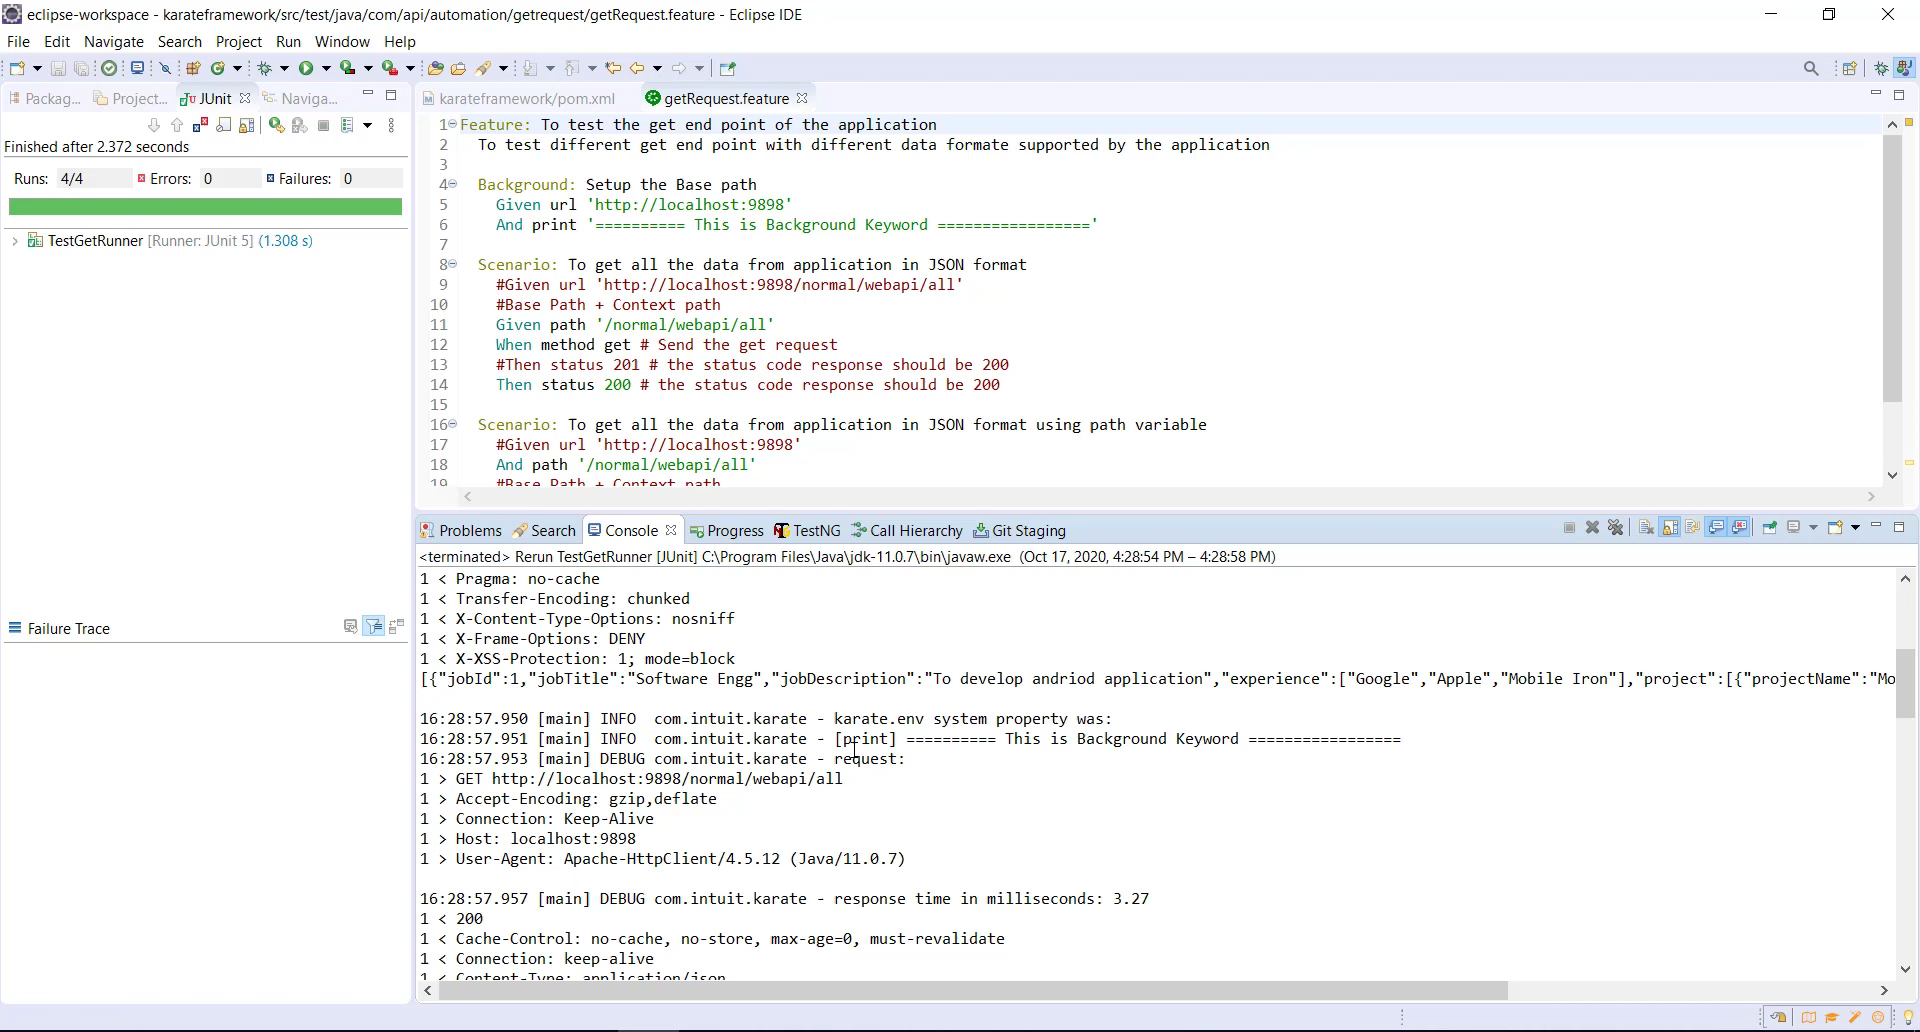 eclipse-workspace - karateframework/src/test/java/com/api/automation/getrequest/getRequest.feature - Eclipse IDE
File Edit Navigate Search Project Run Window Help
Packag... Project... JUnit Naviga...
Finished after 2.372 seconds
Runs: 4/4 Errors: 0 Failures: 0
TestGetRunner [Runner: JUnit 5] (1.308 s)
Failure Trace
karateframework/pom.xml getRequest.feature
1 Feature: To test the get end point of the application
2 To test different get end point with different data formate supported by the application
3
4 Background: Setup the Base path
5 Given url 'http://localhost:9898'
6 And print '========== This is Background Keyword ================='
7
8 Scenario: To get all the data from application in JSON format
9 #Given url 'http://localhost:9898/normal/webapi/all'
10 #Base Path + Context path
11 Given path '/normal/webapi/all'
12 When method get # Send the get request
13 #Then status 201 # the status code response should be 200
14 Then status 200 # the status code response should be 200
15
16 Scenario: To get all the data from application in JSON format using path variable
17 #Given url 'http://localhost:9898'
18 And path '/normal/webapi/all'
19 #Base Path + Context path
Problems Search Console Progress TestNG Call Hierarchy Git Staging
<terminated> Rerun TestGetRunner [JUnit] C:\Program Files\Java\jdk-11.0.7\bin\javaw.exe (Oct 17, 2020, 4:28:54 PM – 4:28:58 PM)
1 < Pragma: no-cache
1 < Transfer-Encoding: chunked
1 < X-Content-Type-Options: nosniff
1 < X-Frame-Options: DENY
1 < X-XSS-Protection: 1; mode=block
[{"jobId":1,"jobTitle":"Software Engg","jobDescription":"To develop andriod application","experience":["Google","Apple","Mobile Iron"],"project":[{"projectName":"Mo
16:28:57.950 [main] INFO com.intuit.karate - karate.env system property was:
16:28:57.951 [main] INFO com.intuit.karate - [print] ========== This is Background Keyword =================
16:28:57.953 [main] DEBUG com.intuit.karate - request:
1 > GET http://localhost:9898/normal/webapi/all
1 > Accept-Encoding: gzip,deflate
1 > Connection: Keep-Alive
1 > Host: localhost:9898
1 > User-Agent: Apache-HttpClient/4.5.12 (Java/11.0.7)
16:28:57.957 [main] DEBUG com.intuit.karate - response time in milliseconds: 3.27
1 < 200
1 < Cache-Control: no-cache, no-store, max-age=0, must-revalidate
1 < Connection: keep-alive
1 < Content-Type: application/json